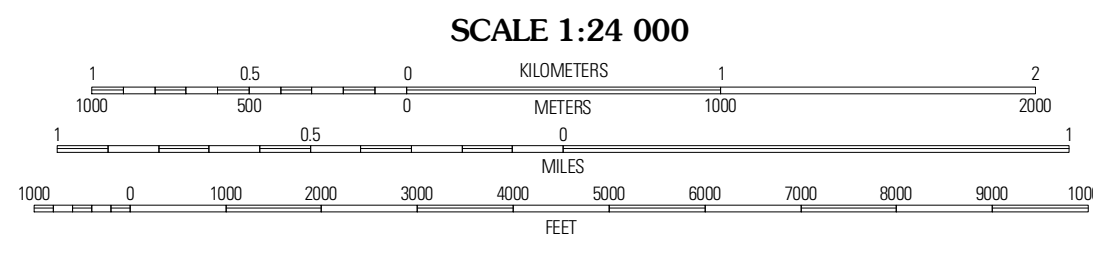 SCALE 1:24 000
1 0.5 0 KILOMETERS 1 2
1000 500 0 METERS 1000 2000
1 0.5 0 1
MILES
1000 0 1000 2000 3000 4000 5000 6000 7000 8000 9000 1000
FEET